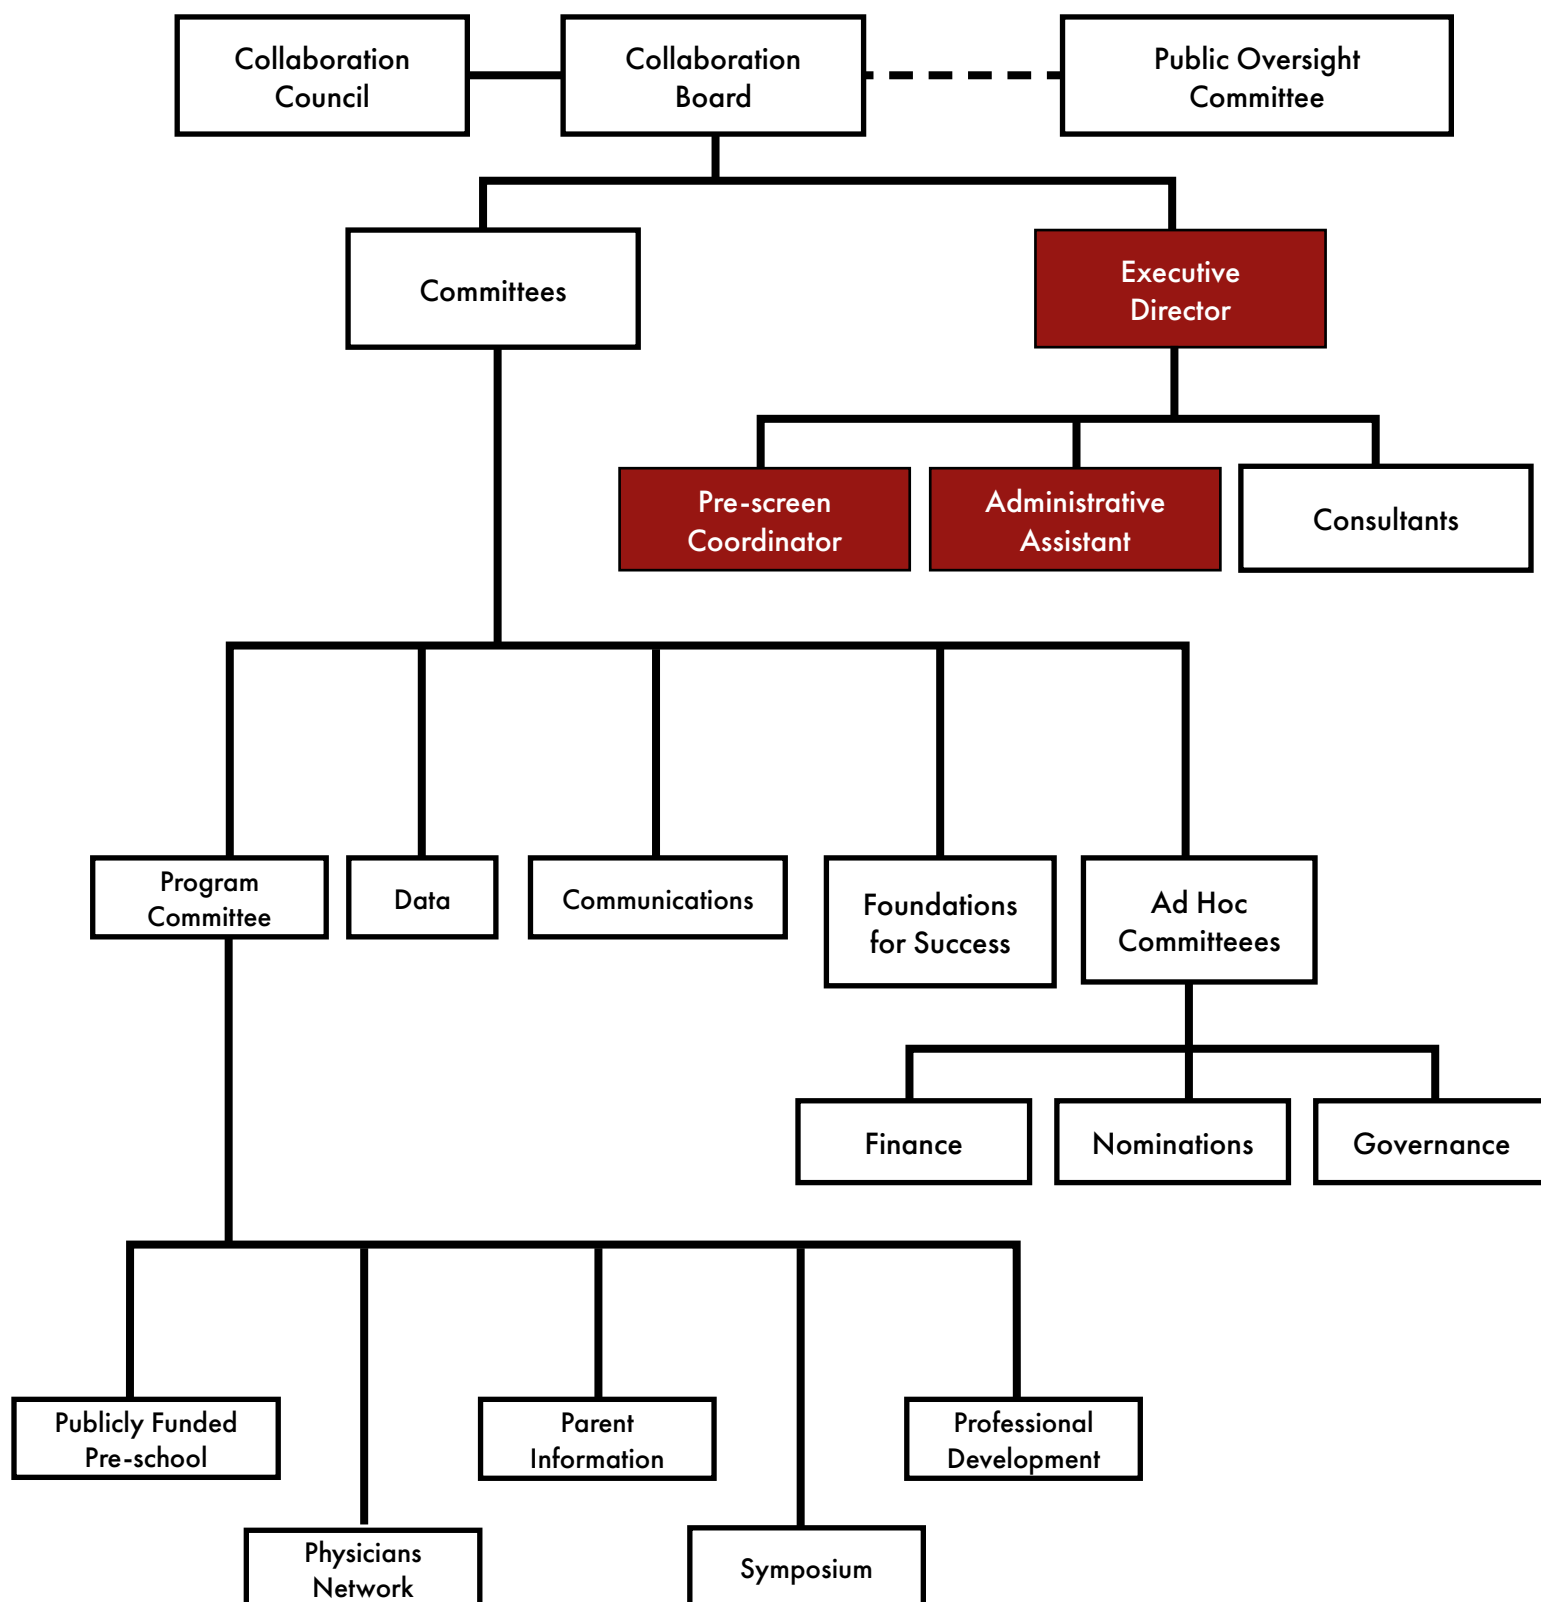 Collaboration
Council
Collaboration
Board
Public Oversight
Committee
Committees
Executive
Director
Pre-screen
Coordinator
Administrative
Assistant
Consultants
Program
Committee
Data
Communications
Foundations
for Success
Ad Hoc
Committeees
Finance
Nominations
Governance
Publicly Funded
Pre-school
Parent
Information
Professional
Development
Physicians
Network
Symposium